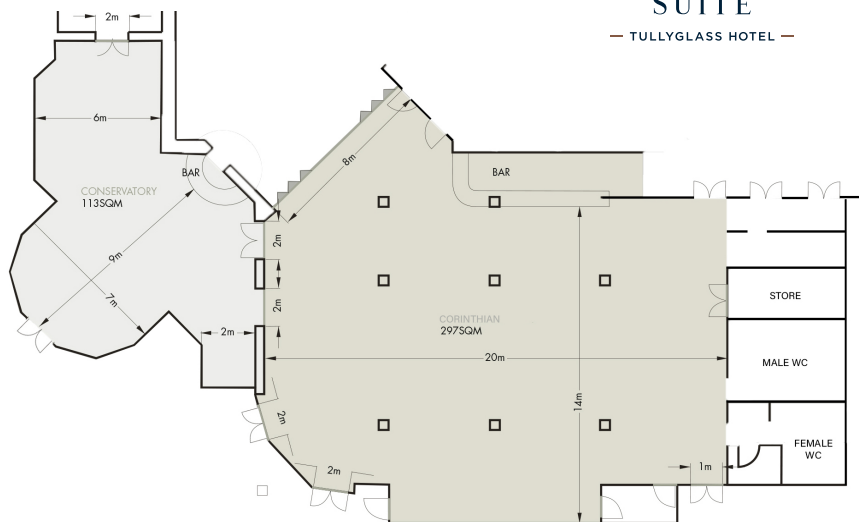 SUITE
— TULLYGLASS HOTEL —
2m
6m
8m
BAR
BAR
CONSERVATORY
113SQM
2m
9m
7m
2m
STORE
2m
CORINTHIAN
297SQM
20m
MALE WC
14m
2m
FEMALE
WC
2m
1m